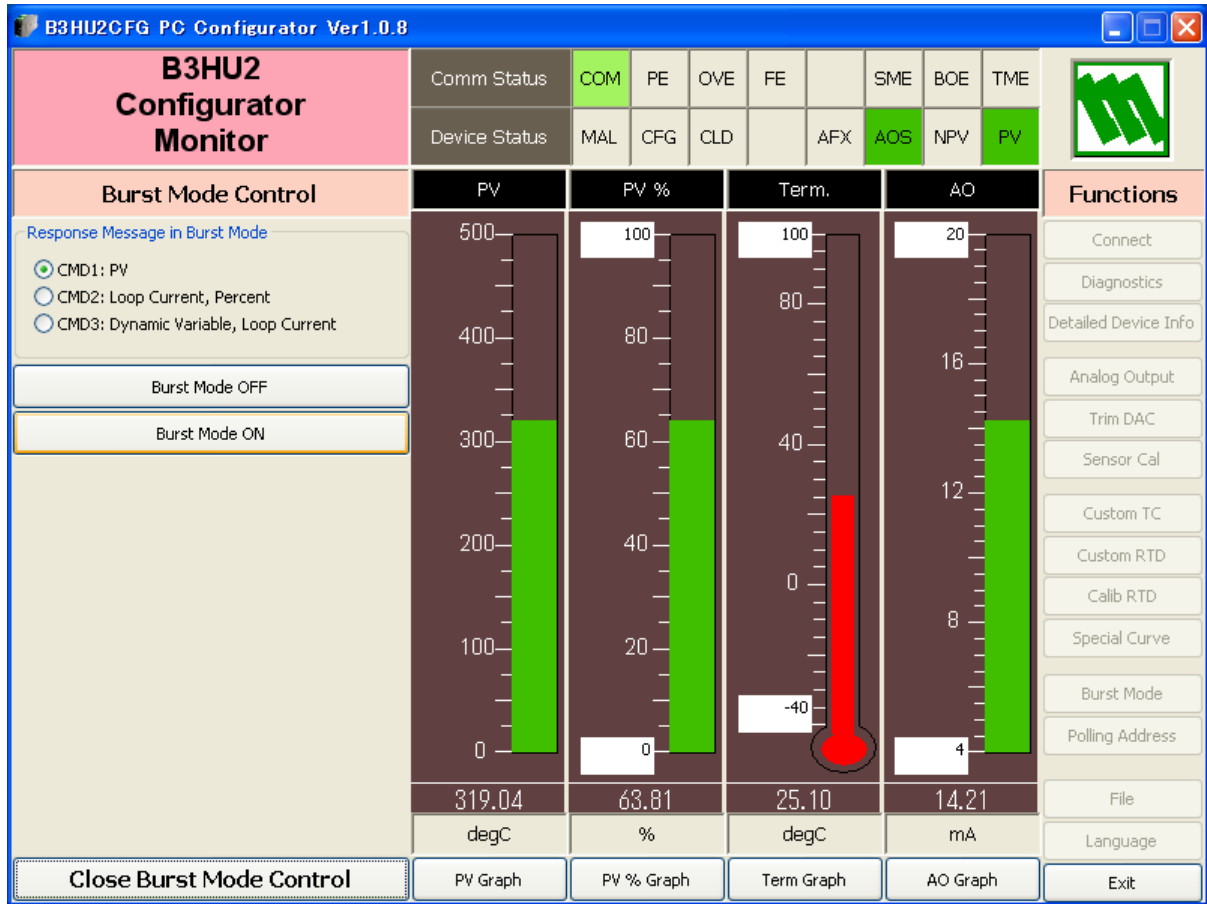 B3HU2CFG PC Configurator Ver1.0.8
B3HU2
Configurator
Monitor
Comm Status
COM PE OVE FE SME BOE TME
Device Status
MAL CFG CLD AFX AOS NPV PV
Burst Mode Control
Response Message in Burst Mode
CMD1: PV
CMD2: Loop Current, Percent
CMD3: Dynamic Variable, Loop Current
Burst Mode OFF
Burst Mode ON
Close Burst Mode Control
PV
500
400
300
200
100
0
319.04
degC
PV Graph
PV %
100
80
60
40
20
0
63.81
%
PV % Graph
Term.
100
80
40
0
-40
25.10
degC
Term Graph
AO
20
16
12
8
4
14.21
mA
AO Graph
Functions
Connect
Diagnostics
Detailed Device Info
Analog Output
Trim DAC
Sensor Cal
Custom TC
Custom RTD
Calib RTD
Special Curve
Burst Mode
Polling Address
File
Language
Exit